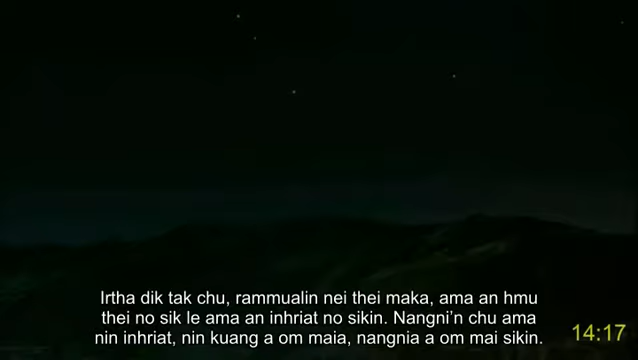 Irtha dik tak chu, rammualin nei thei maka, ama an hmu
thei no sik le ama an inhriat no sikin. Nangni’n chu ama
nin inhriat, nin kuang a om maia, nangnia a om mai sikin.
14:17